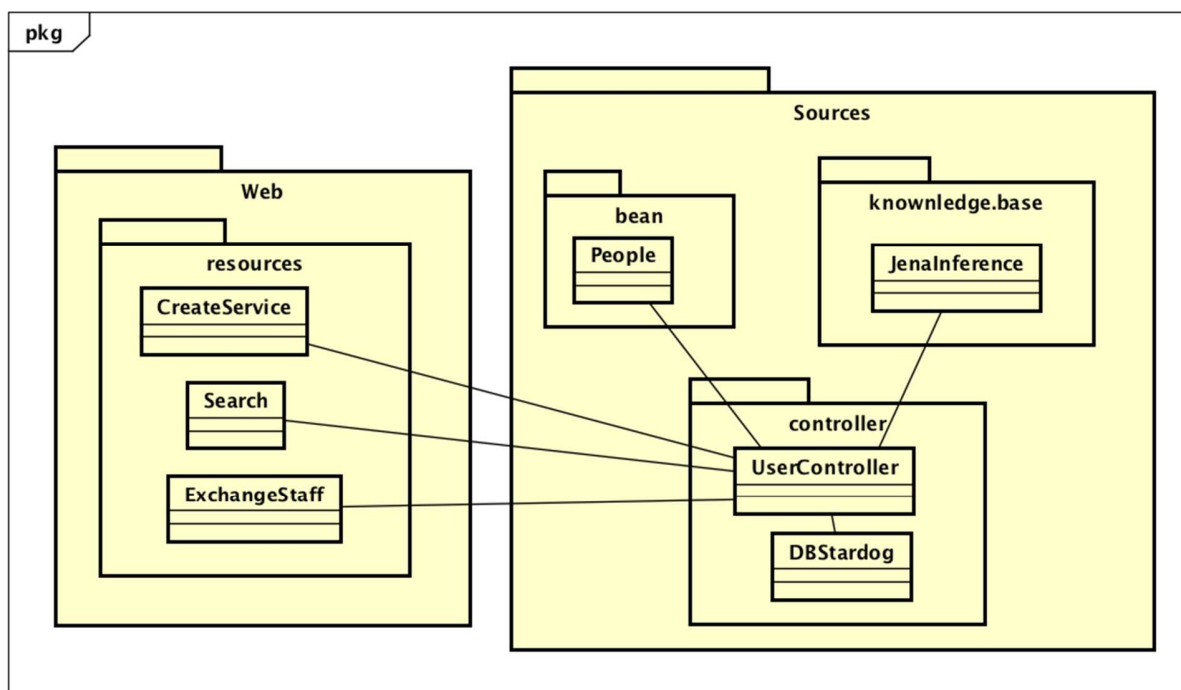 pkg
Web
resources
CreateService
Search
ExchangeStaff
Sources
bean
People
knownledge.base
JenaInference
controller
UserController
DBStardog